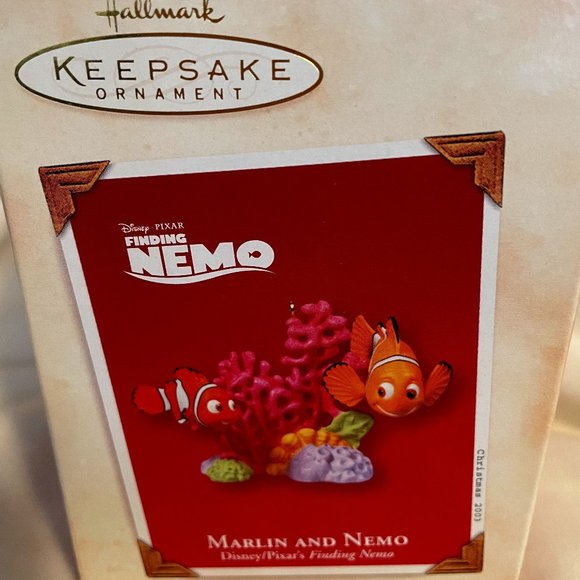 Hallmark
KEEPSAKE
ORNAMENT
Disney PIXAR
FINDING
NEMO
MARLIN AND NEMO
Disney/Pixar's Finding Nemo
Christmas 2003